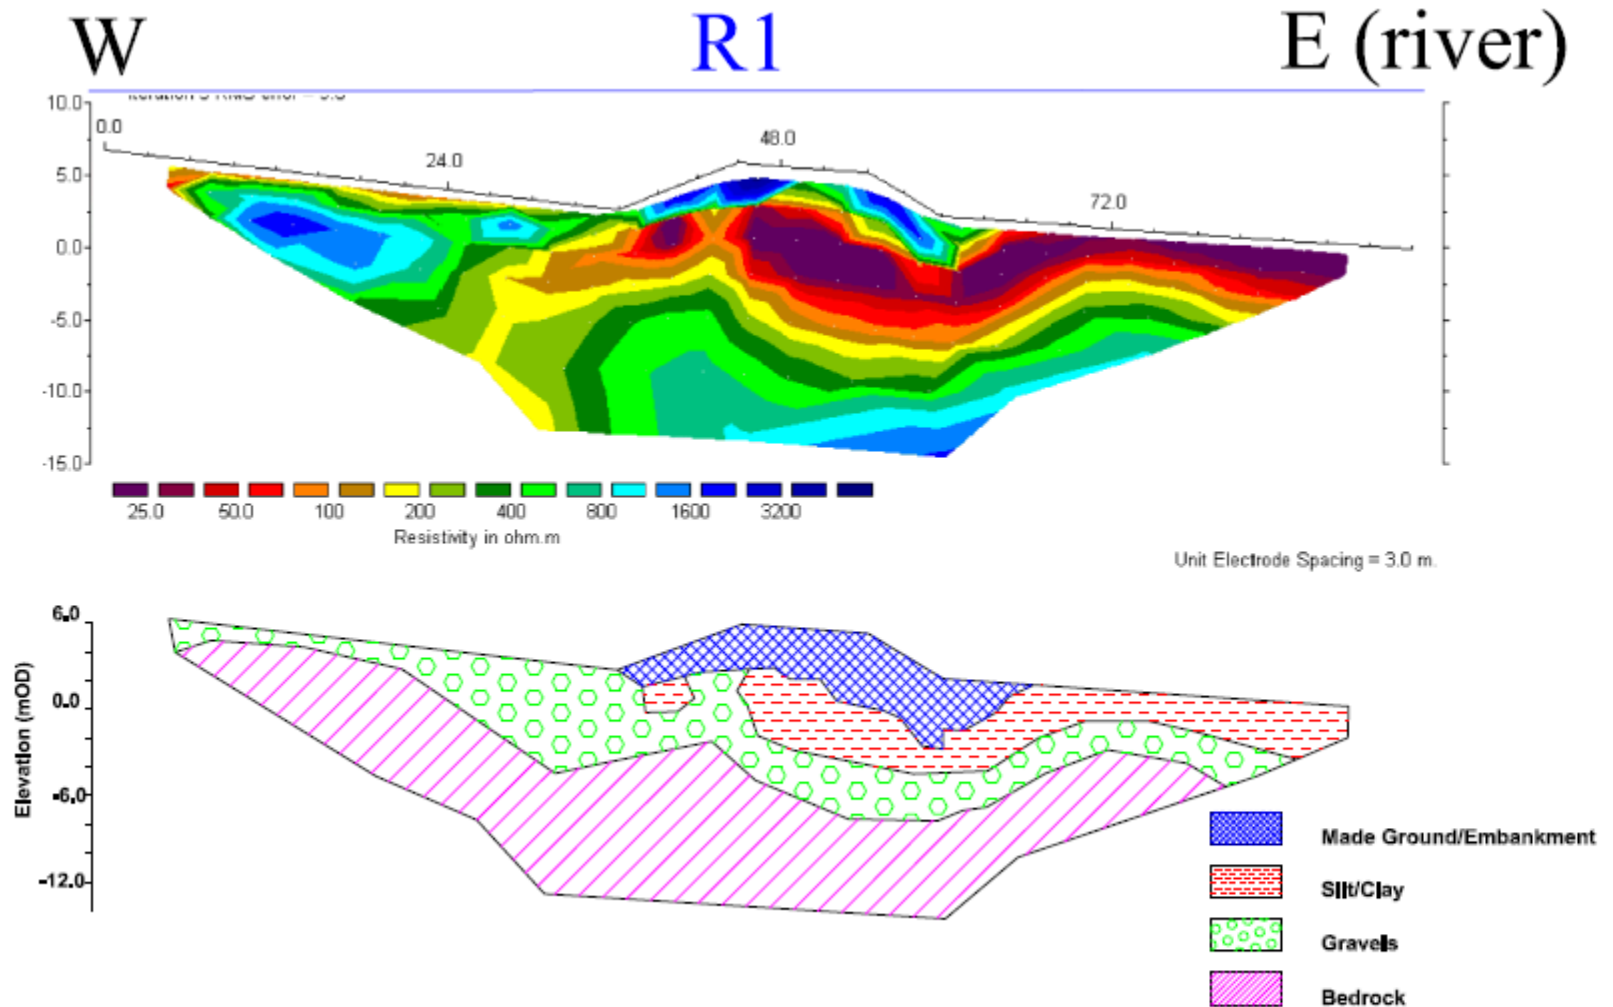 W R1 E (river)
10.0
0.0
48.0
24.0
5.0
72.0
0.0
-5.0
-10.0
-15.0
25.0 50.0 100 200 400 800 1600 3200
Resistivity in ohm.m
Unit Electrode Spacing = 3.0 m.
6.0
0.0
-6.0
-12.0
Elevation (mOD)
Made Ground/Embankment
Silt/Clay
Gravels
Bedrock